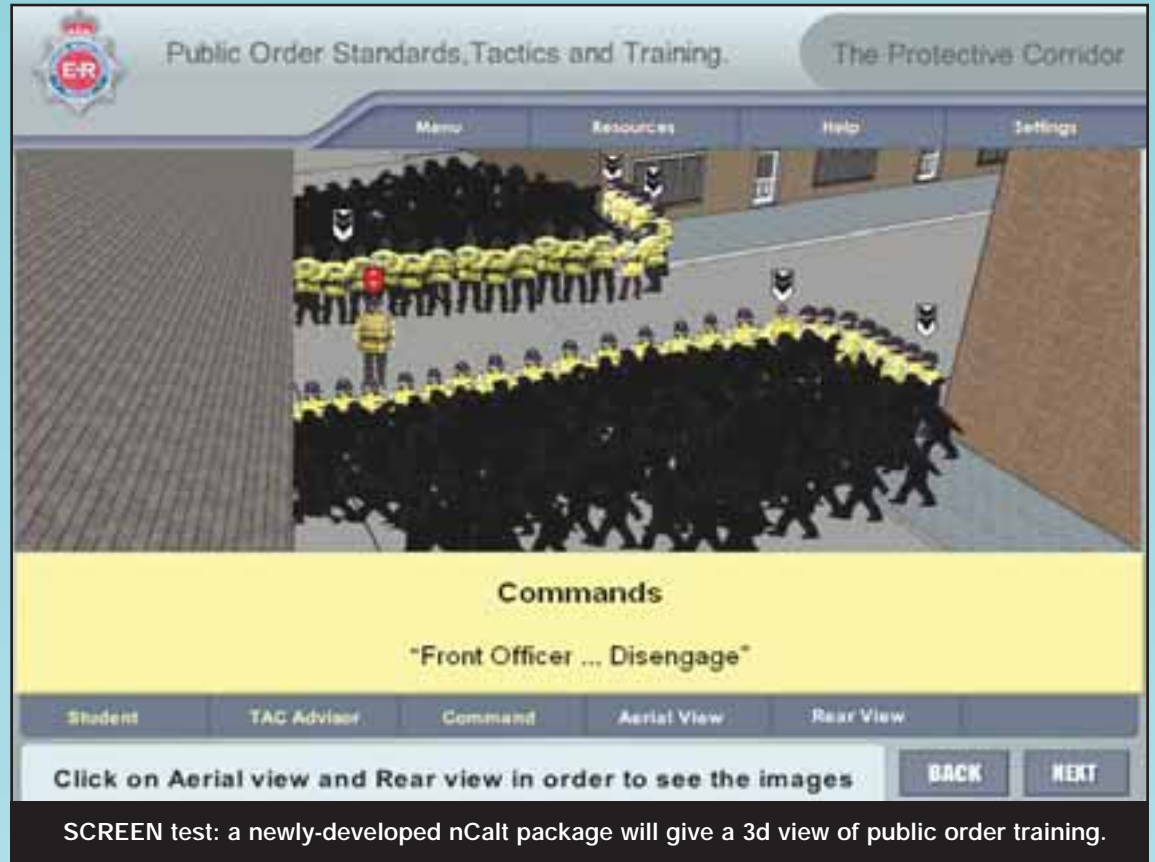 E·R
Public Order Standards,Tactics and Training.
The Protective Corridor
Menu
Resources
Help
Settings
Commands
"Front Officer ... Disengage"
Student
TAC Advisor
Command
Aerial View
Rear View
Click on Aerial view and Rear view in order to see the images
BACK
NEXT
SCREEN test: a newly-developed nCalt package will give a 3d view of public order training.